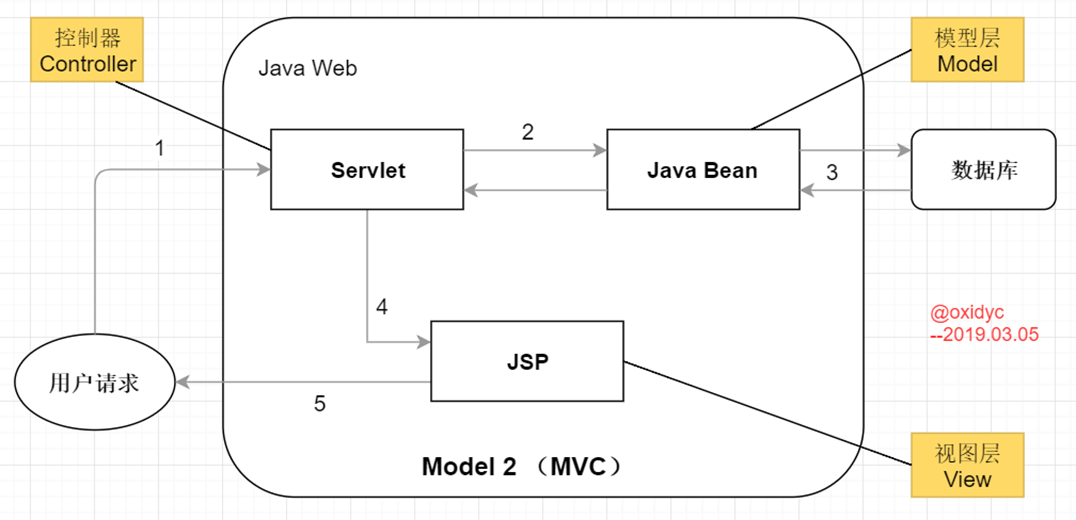 控制器
Controller
模型层
Model
Java Web
1
2
Servlet
Java Bean
3
数据库
4
@oxidyc
--2019.03.05
JSP
用户请求
5
视图层
View
Model 2 （MVC）